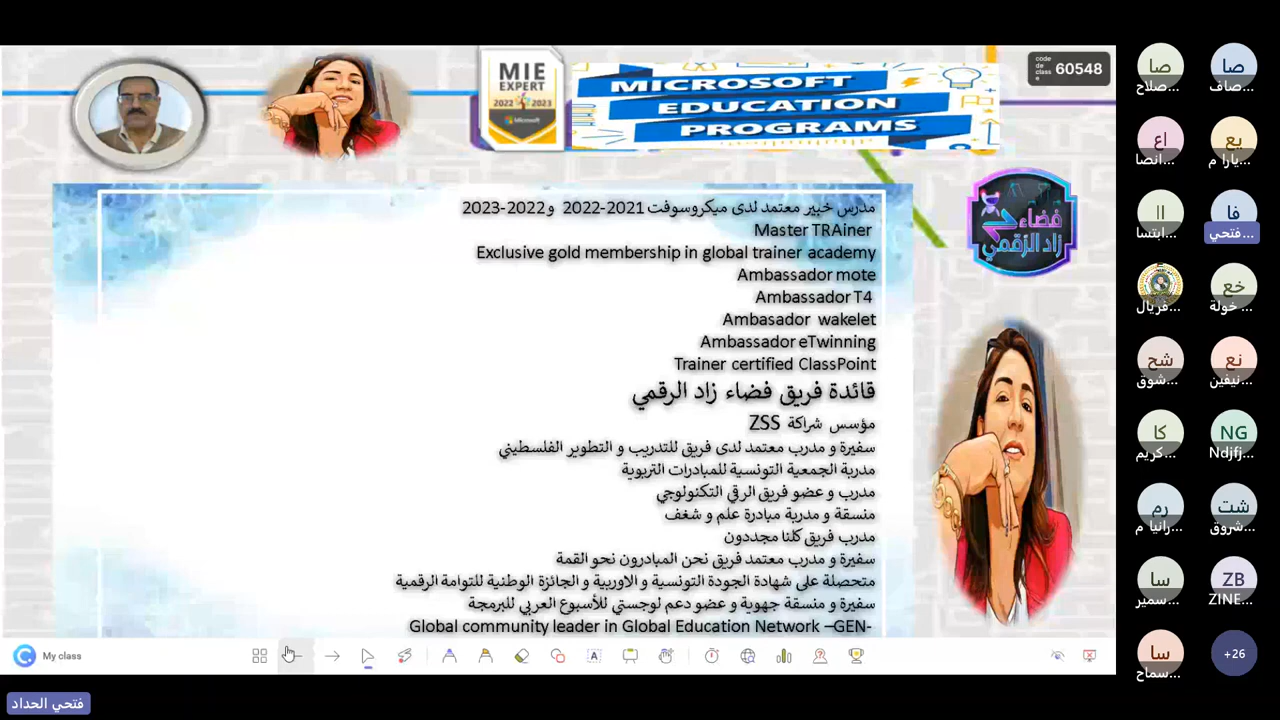 MIE
EXPERT
2022 2023
Microsoft
MICROSOFT
EDUCATION
PROGRAMS
code de classe 60548
فضاء
زاد الرقمي
مدرس خبير معتمد لدى ميكروسوفت 2021-2022 و2022-2023
Master TRAiner
Exclusive gold membership in global trainer academy
Ambassador mote
Ambassador T4
Ambasador wakelet
Ambassador eTwinning
Trainer certified ClassPoint
قائدة فريق فضاء زاد الرقمي
مؤسس شراكة ZSS
سفيرة و مدرب معتمد لدى فريق للتدريب و التطوير الفلسطيني
مدربة الجمعية التونسية للمبادرات التربوية
مدرب و عضو فريق الرقي التكنولوجي
منسقة و مدربة مبادرة علم و شغف
مدرب فريق كلنا مجددون
سفيرة و مدرب معتمد فريق نحن المبادرون نحو القمة
متحصلة على شهادة الجودة التونسية و الاوربية و الجائزة الوطنية للتوامة الرقمية
سفيرة و منسقة جهوية و عضو دعم لوجستي للأسبوع العربي للبرمجة
Global community leader in Global Education Network –GEN-
My class
فتحي الحداد
صا
صلاح...
صا
صاف...
اع
انصا...
يع
يارا م...
اا
ابتسا...
فا
فتحي...
فريال...
خع
خولة ...
شح
شوق...
نع
نيفين...
كا
كريم...
NG
Ndjfj...
رم
رانيا م...
شت
شروق...
سا
سمير...
ZB
ZINE...
سا
سماح...
+26